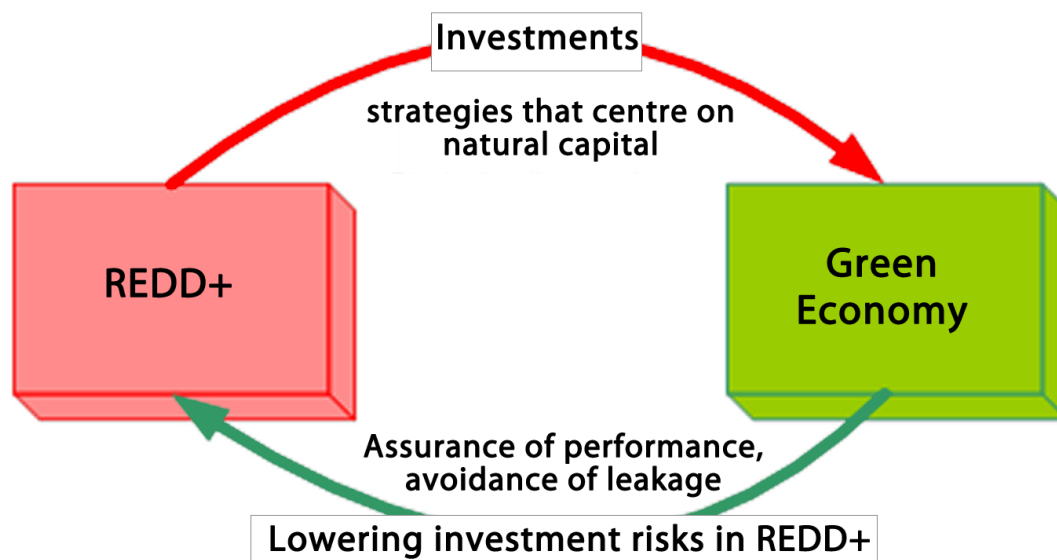 Investments
strategies that centre on
natural capital
REDD+
Green
Economy
Assurance of performance,
avoidance of leakage
Lowering investment risks in REDD+